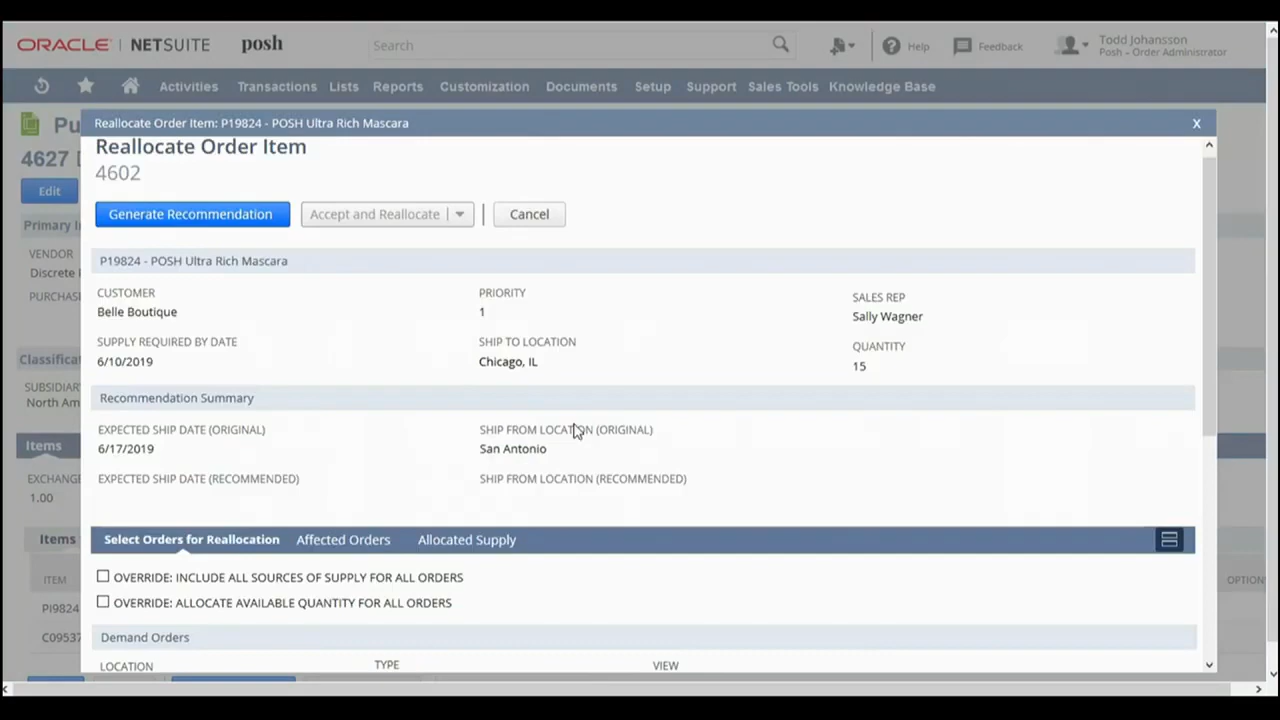 ORACLE | NETSUITE posh Search Help Feedback Todd Johansson
Posh – Order Administrator
Activities Transactions Lists Reports Customization Documents Setup Support Sales Tools Knowledge Base
Reallocate Order Item: P19824 - POSH Ultra Rich Mascara X
Pu
Reallocate Order Item
4627
4602
Edit
Generate Recommendation Accept and Reallocate Cancel
Primary I
VENDOR
P19824 - POSH Ultra Rich Mascara
Discrete
PURCHAS
CUSTOMER PRIORITY SALES REP
Belle Boutique 1 Sally Wagner
SUPPLY REQUIRED BY DATE SHIP TO LOCATION QUANTITY
6/10/2019 Chicago, IL 15
Classificat
SUBSIDIAR
North Am
Recommendation Summary
EXPECTED SHIP DATE (ORIGINAL) SHIP FROM LOCATION (ORIGINAL)
6/17/2019 San Antonio
Items
EXPECTED SHIP DATE (RECOMMENDED) SHIP FROM LOCATION (RECOMMENDED)
EXCHANGE
1.00
Items
Select Orders for Reallocation Affected Orders Allocated Supply
ITEM OPTION
OVERRIDE: INCLUDE ALL SOURCES OF SUPPLY FOR ALL ORDERS
OVERRIDE: ALLOCATE AVAILABLE QUANTITY FOR ALL ORDERS
PI9824
C09537
Demand Orders
LOCATION TYPE VIEW